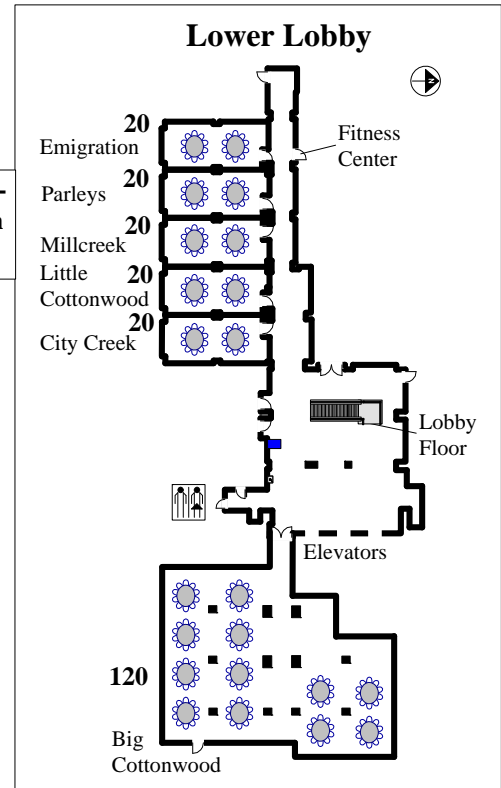 Lower Lobby
20
Emigration
Fitness
Center
20
Parleys
20
Millcreek
20
Little
Cottonwood
20
City Creek
Lobby
Floor
Elevators
120
Big
Cottonwood